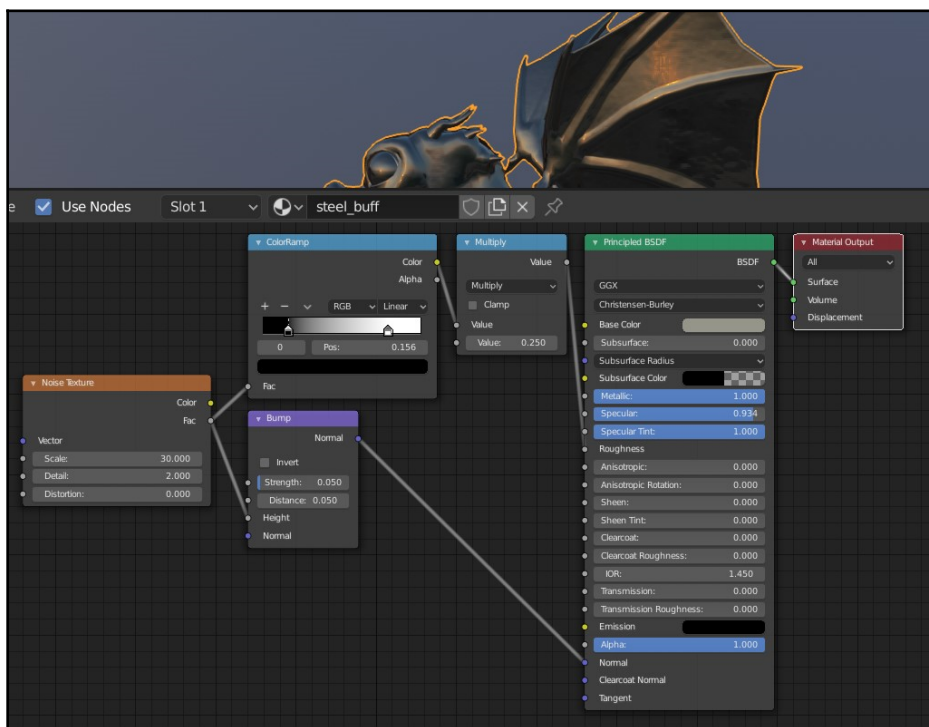 e Use Nodes Slot 1 steel_buff
ColorRamp
Color
Alpha
+ − RGB Linear
0 Pos: 0.156
Fac
Multiply
Value
Multiply
Clamp
Value
Value: 0.250
Principled BSDF
BSDF
GGX
Christensen-Burley
Base Color
Subsurface: 0.000
Subsurface Radius
Subsurface Color
Metallic: 1.000
Specular: 0.934
Specular Tint: 1.000
Roughness
Anisotropic: 0.000
Anisotropic Rotation: 0.000
Sheen: 0.000
Sheen Tint: 0.000
Clearcoat: 0.000
Clearcoat Roughness: 0.000
IOR: 1.450
Transmission: 0.000
Transmission Roughness: 0.000
Emission
Alpha: 1.000
Normal
Clearcoat Normal
Tangent
Material Output
All
Surface
Volume
Displacement
Noise Texture
Color
Fac
Vector
Scale: 30.000
Detail: 2.000
Distortion: 0.000
Bump
Normal
Invert
Strength: 0.050
Distance: 0.050
Height
Normal